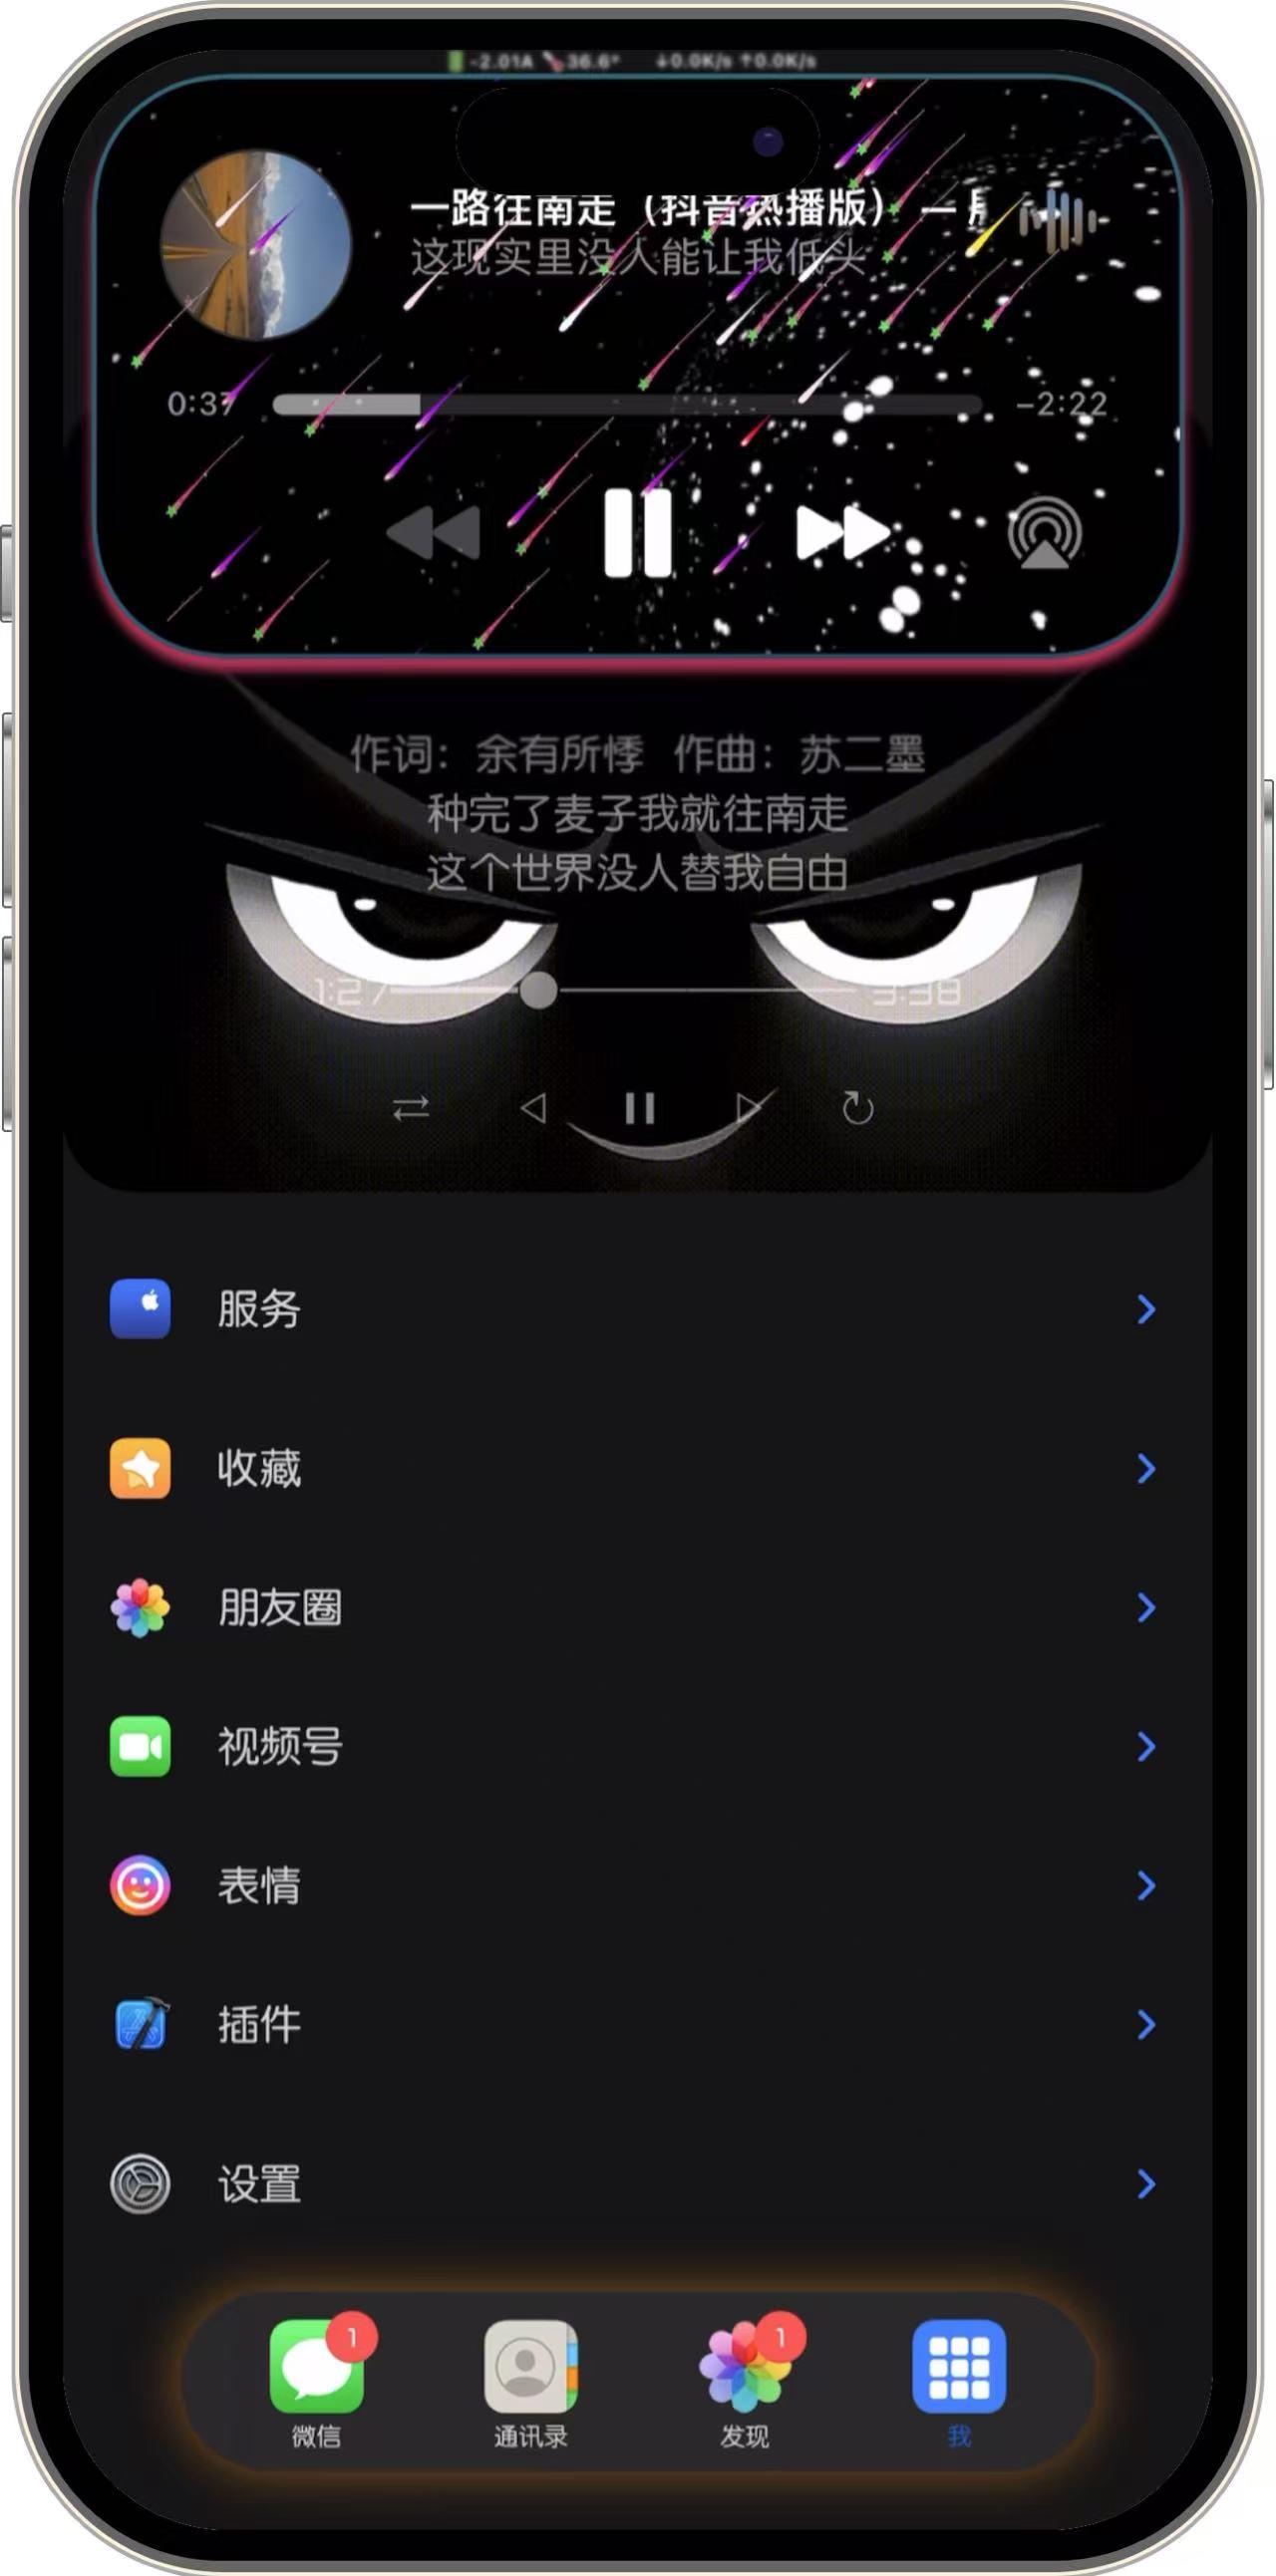 -2.01A 36.6° ↓0.0K/s ↑0.0K/s
一路往南走（抖音热播版） —
这现实里没人能让我低头
0:37 -2:22
作词：余有所悸 作曲：苏二墨
种完了麦子我就往南走
这个世界没人替我自由
1:27 3:38
服务
收藏
朋友圈
视频号
表情
插件
设置
1 1
微信 通讯录 发现 我